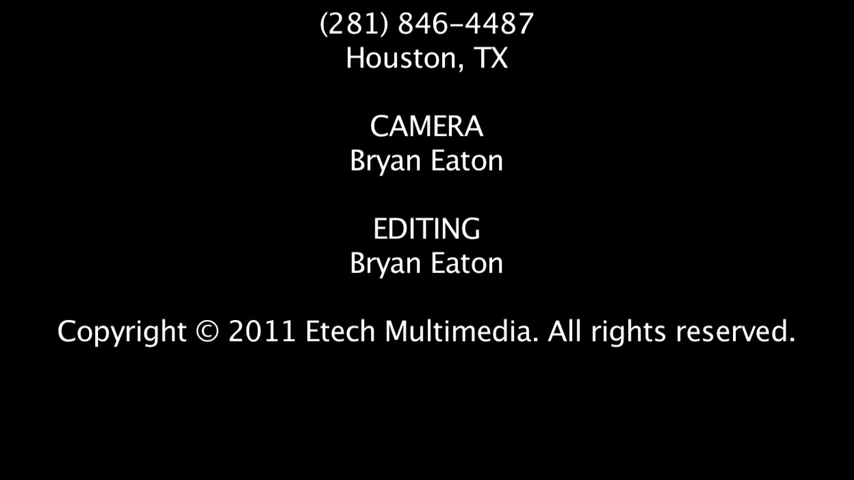 (281) 846-4487
Houston, TX
CAMERA
Bryan Eaton
EDITING
Bryan Eaton
Copyright © 2011 Etech Multimedia. All rights reserved.